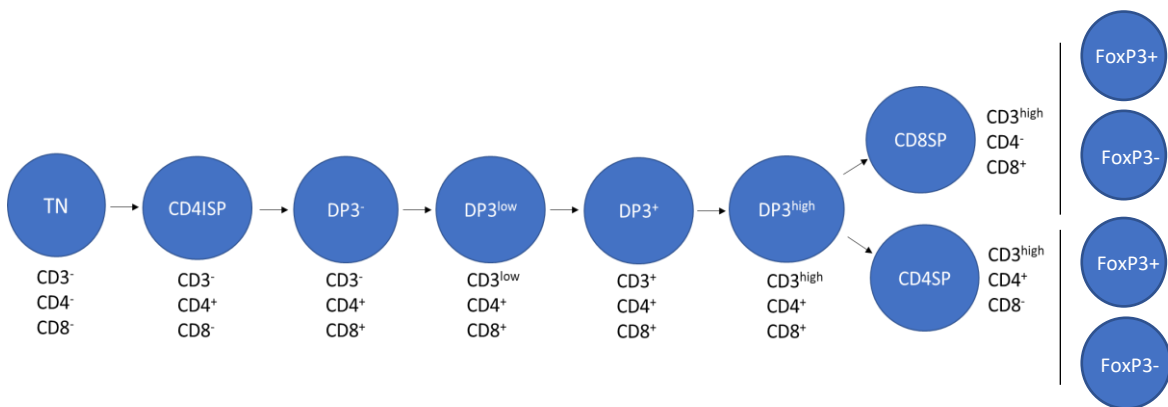 TN
CD3⁻
CD4⁻
CD8⁻
CD4ISP
CD3⁻
CD4⁺
CD8⁻
DP3⁻
CD3⁻
CD4⁺
CD8⁺
DP3ˡᵒʷ
CD3ˡᵒʷ
CD4⁺
CD8⁺
DP3⁺
CD3⁺
CD4⁺
CD8⁺
DP3ʰⁱᵍʰ
CD3ʰⁱᵍʰ
CD4⁺
CD8⁺
CD8SP
CD3ʰⁱᵍʰ
CD4⁻
CD8⁺
FoxP3+
FoxP3-
CD4SP
CD3ʰⁱᵍʰ
CD4⁺
CD8⁻
FoxP3+
FoxP3-